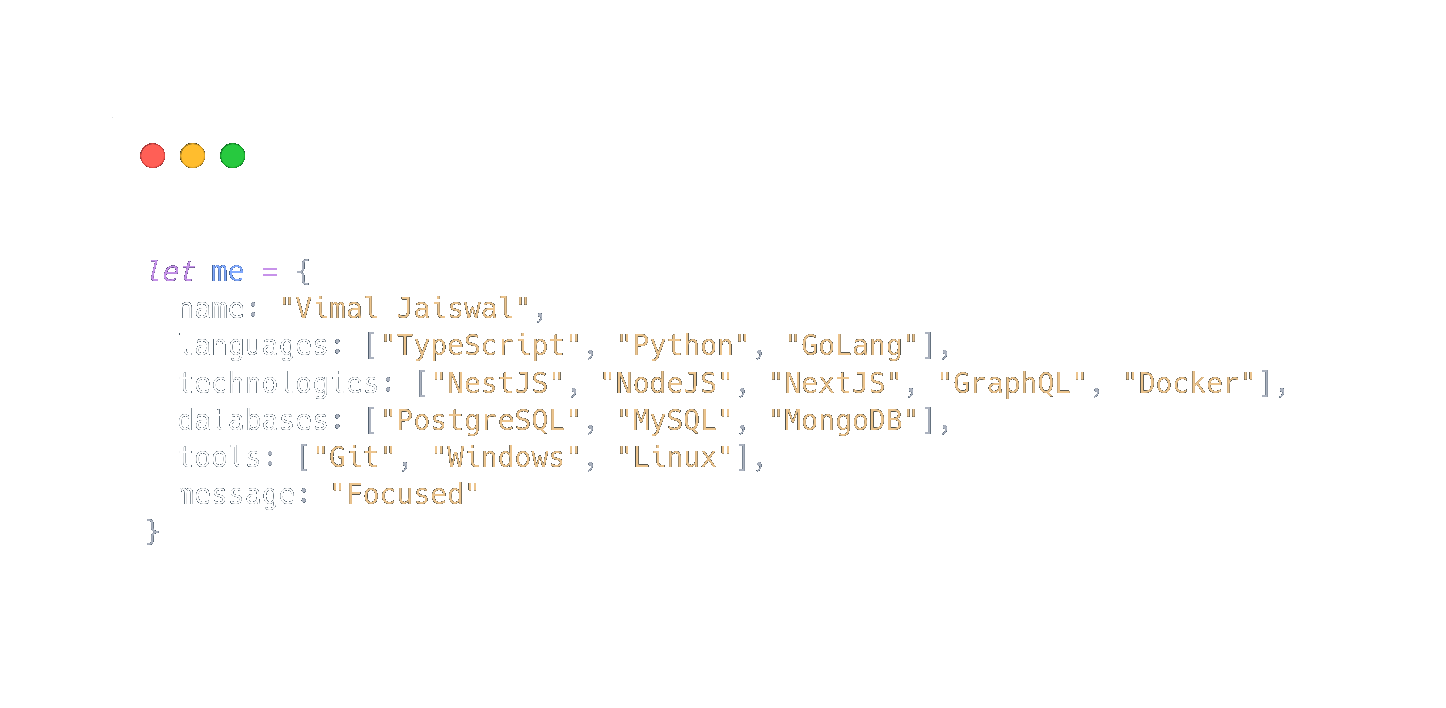 let me = {
  name: "Vimal Jaiswal",
  languages: ["TypeScript", "Python", "GoLang"],
  technologies: ["NestJS", "NodeJS", "NextJS", "GraphQL", "Docker"],
  databases: ["PostgreSQL", "MySQL", "MongoDB"],
  tools: ["Git", "Windows", "Linux"],
  message: "Focused"
}